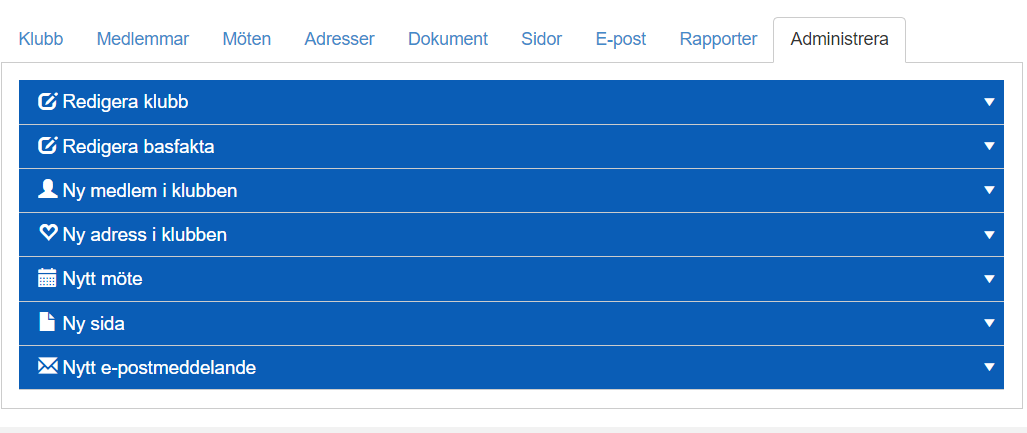 Klubb Medlemmar Möten Adresser Dokument Sidor E-post Rapporter Administrera
Redigera klubb
Redigera basfakta
Ny medlem i klubben
Ny adress i klubben
Nytt möte
Ny sida
Nytt e-postmeddelande